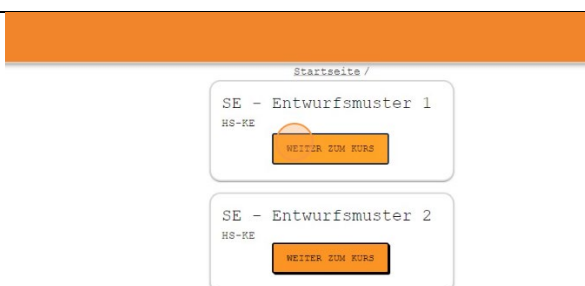 Startseite /
SE - Entwurfsmuster 1
HS-KE
WEITER ZUM KURS
SE - Entwurfsmuster 2
HS-KE
WEITER ZUM KURS